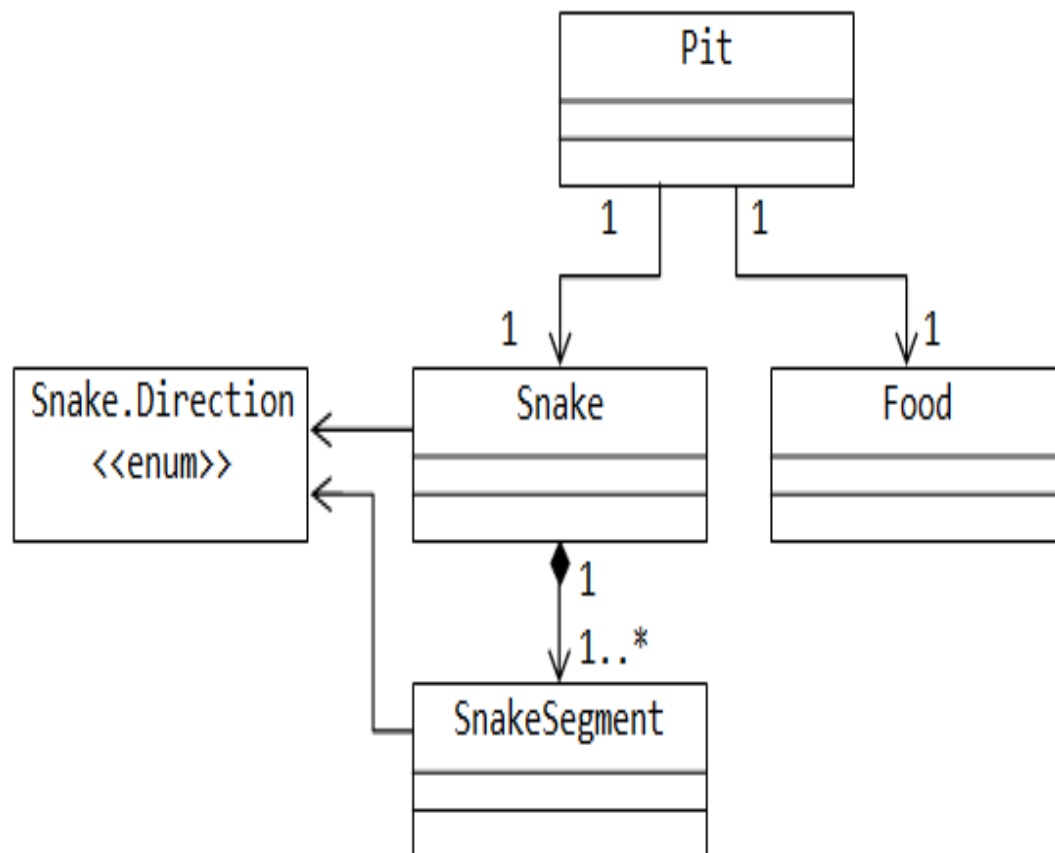 Pit
1
1
1
1
Snake.Direction
<<enum>>
Snake
Food
1
1..*
SnakeSegment